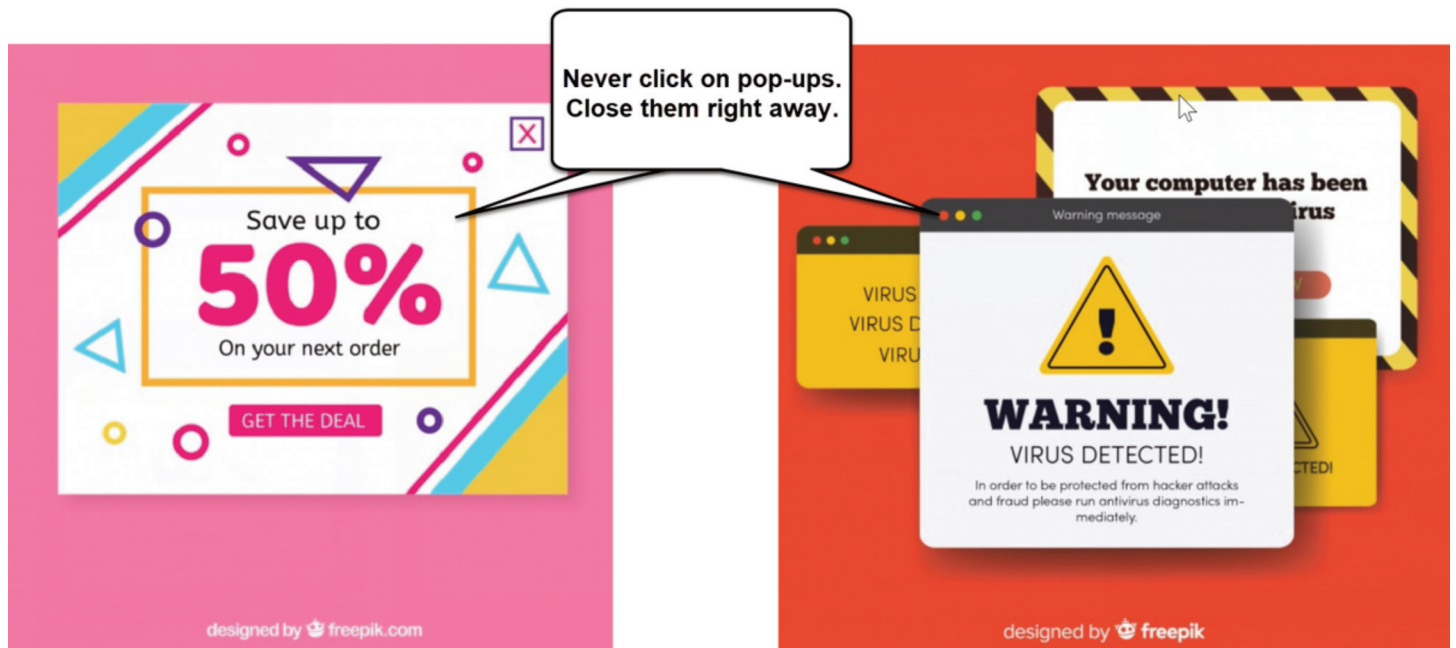 Never click on pop-ups.
Close them right away.
X
Save up to
50%
On your next order
GET THE DEAL
designed by freepik.com
Your computer has been
Warning message
VIRUS
VIRUS
VIRU
WARNING!
VIRUS DETECTED!
In order to be protected from hacker attacks
and fraud please run antivirus diagnostics im-
mediately.
CTED!
designed by freepik